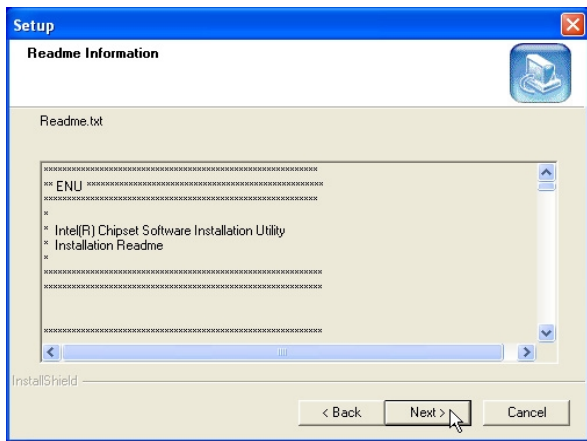 Setup
Readme Information
Readme.txt
**********************************************************
** ENU **************************************************
**********************************************************
*
* Intel(R) Chipset Software Installation Utility
* Installation Readme
*
***********************************************************
***********************************************************
***********************************************************
InstallShield
< Back
Next >
Cancel